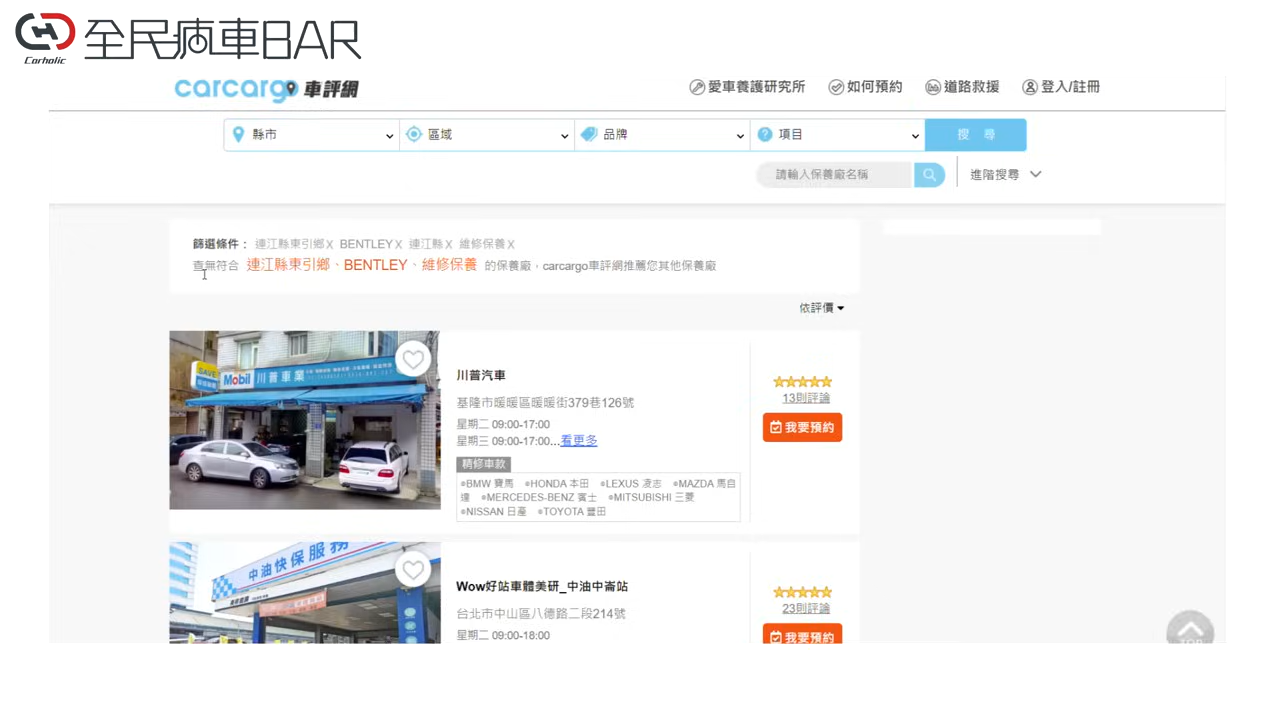 全民瘋車BAR
Carholic
carcargo 車評網
愛車養護研究所 如何預約 道路救援 登入/註冊
縣市 區域 品牌 項目 搜 尋
請輸入保養廠名稱 進階搜尋
篩選條件： 連江縣東引鄉X BENTLEYX 連江縣X 維修保養X
查無符合 連江縣東引鄉、BENTLEY、維修保養 的保養廠，carcargo車評網推薦您其他保養廠
依評價
SAVE
Mobil 川普車業
川普汽車
基隆市暖暖區暖暖街379巷126號
星期二 09:00-17:00
星期三 09:00-17:00...看更多
精修車款
BMW 寶馬 HONDA 本田 LEXUS 凌志 MAZDA 馬自
達 MERCEDES-BENZ 賓士 MITSUBISHI 三菱
NISSAN 日產 TOYOTA 豐田
13則評論
我要預約
中油快保服務
Wow好站車體美研_中油中崙站
台北市中山區八德路二段214號
星期二 09:00-18:00
23則評論
我要預約
TOP